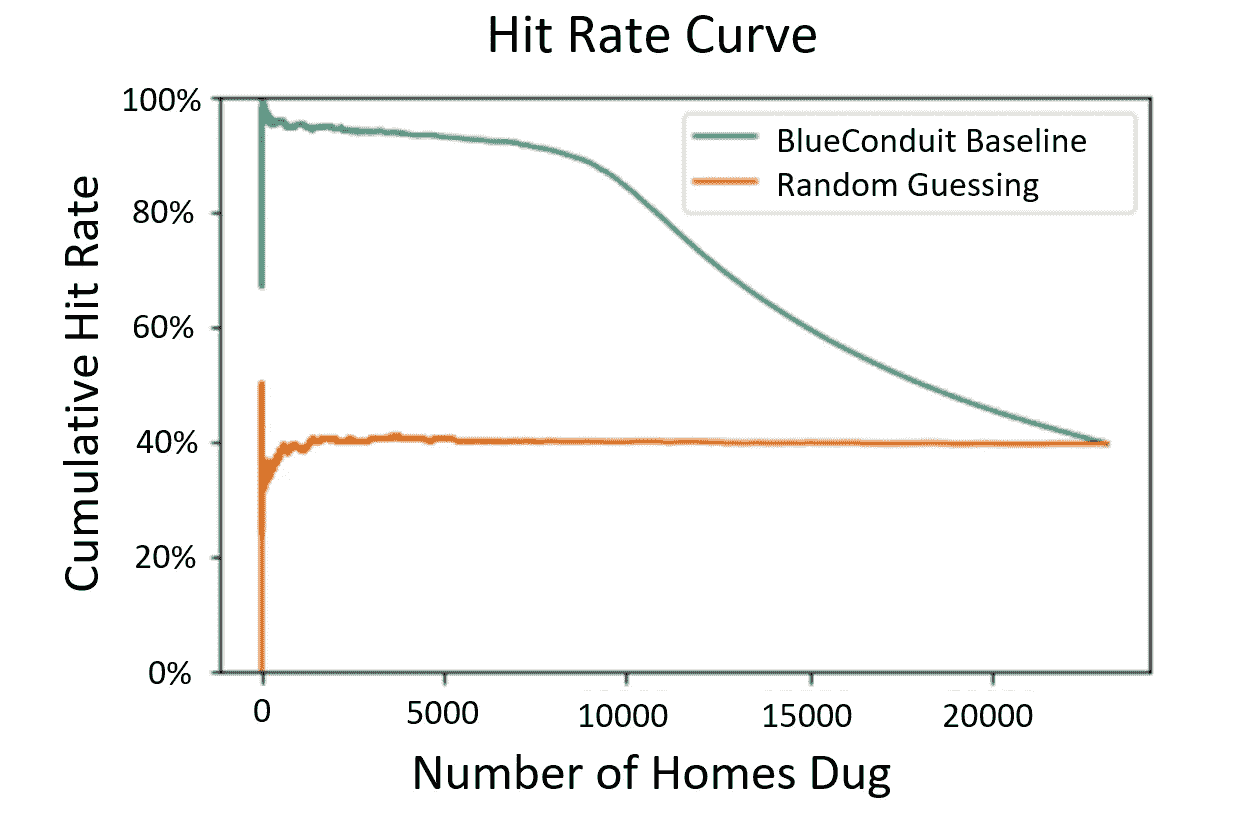 Hit Rate Curve
100%
80%
60%
40%
20%
0%
Cumulative Hit Rate
BlueConduit Baseline
Random Guessing
0
5000
10000
15000
20000
Number of Homes Dug